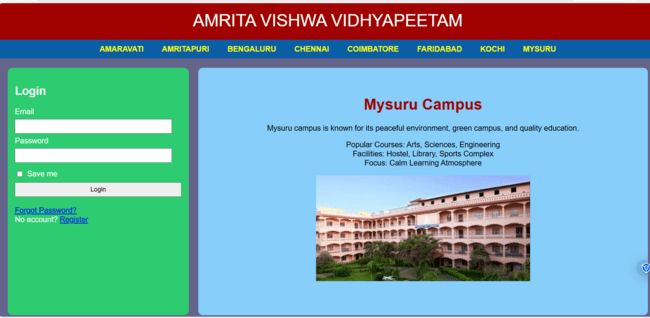 AMRITA VISHWA VIDHYAPEETAM
AMARAVATI AMRITAPURI BENGALURU CHENNAI COIMBATORE FARIDABAD KOCHI MYSURU
Login
Email
Password
Save me
Login
Forgot Password?
No account? Register
Mysuru Campus
Mysuru campus is known for its peaceful environment, green campus, and quality education.
Popular Courses: Arts, Sciences, Engineering
Facilities: Hostel, Library, Sports Complex
Focus: Calm Learning Atmosphere